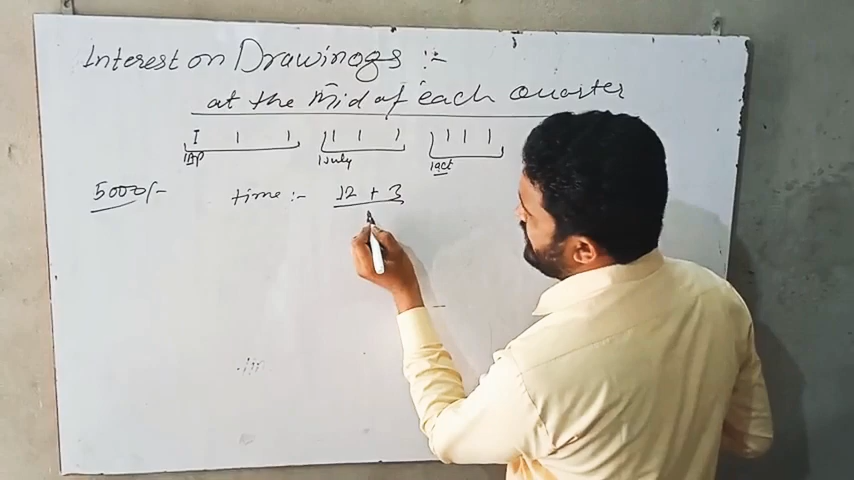 Interest on Drawings :-
at the Mid of each Quarter
1 AP 1 July 1 oct
5000/- time :- 12 + 3